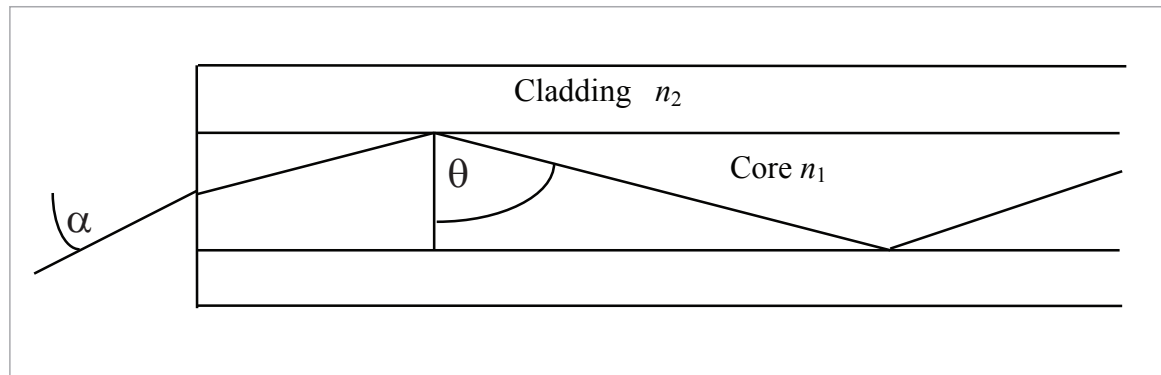 Cladding n₂
Core n₁
θ
α